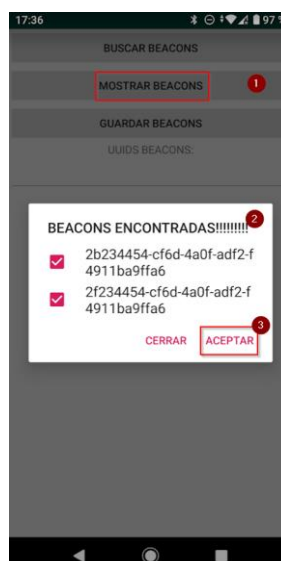 17:36
97 %
BUSCAR BEACONS
MOSTRAR BEACONS
1
GUARDAR BEACONS
UUIDS BEACONS:
2
BEACONS ENCONTRADAS!!!!!!!!!
2b234454-cf6d-4a0f-adf2-f
4911ba9ffa6
2f234454-cf6d-4a0f-adf2-f
4911ba9ffa6
3
CERRAR ACEPTAR